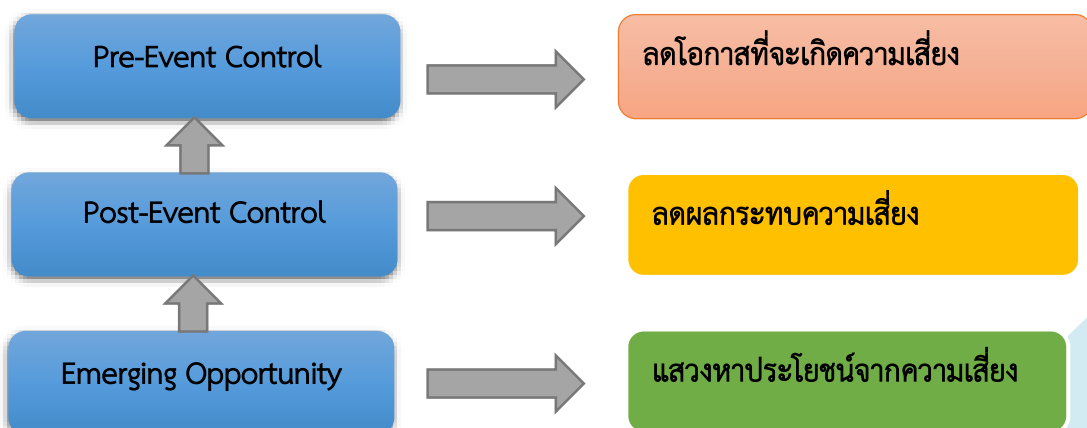 Pre-Event Control
ลดโอกาสที่จะเกิดความเสี่ยง
Post-Event Control
ลดผลกระทบความเสี่ยง
Emerging Opportunity
แสวงหาประโยชน์จากความเสี่ยง